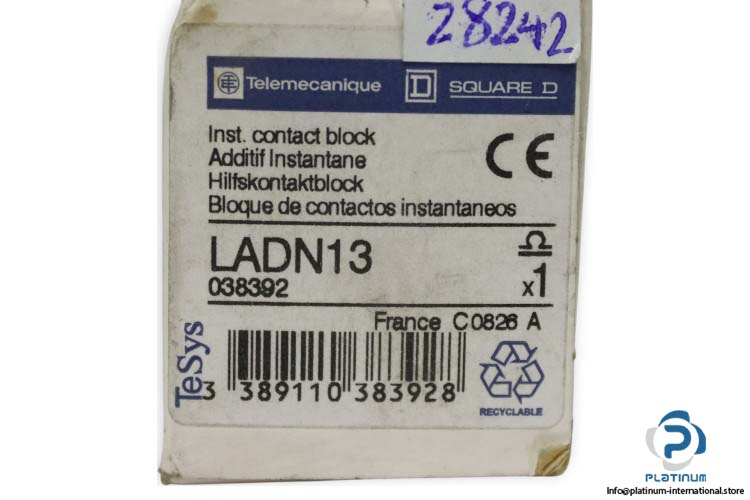 28242
Telemecanique
SQUARE D
Inst. contact block
Additif Instantane
Hilfskontaktblock
Bloque de contactos instantaneos
CE
LADN13
038392
x1
France C0826 A
TeSys
3 389110 383928
RECYCLABLE
PLATINUM
Info@platinum-international.store